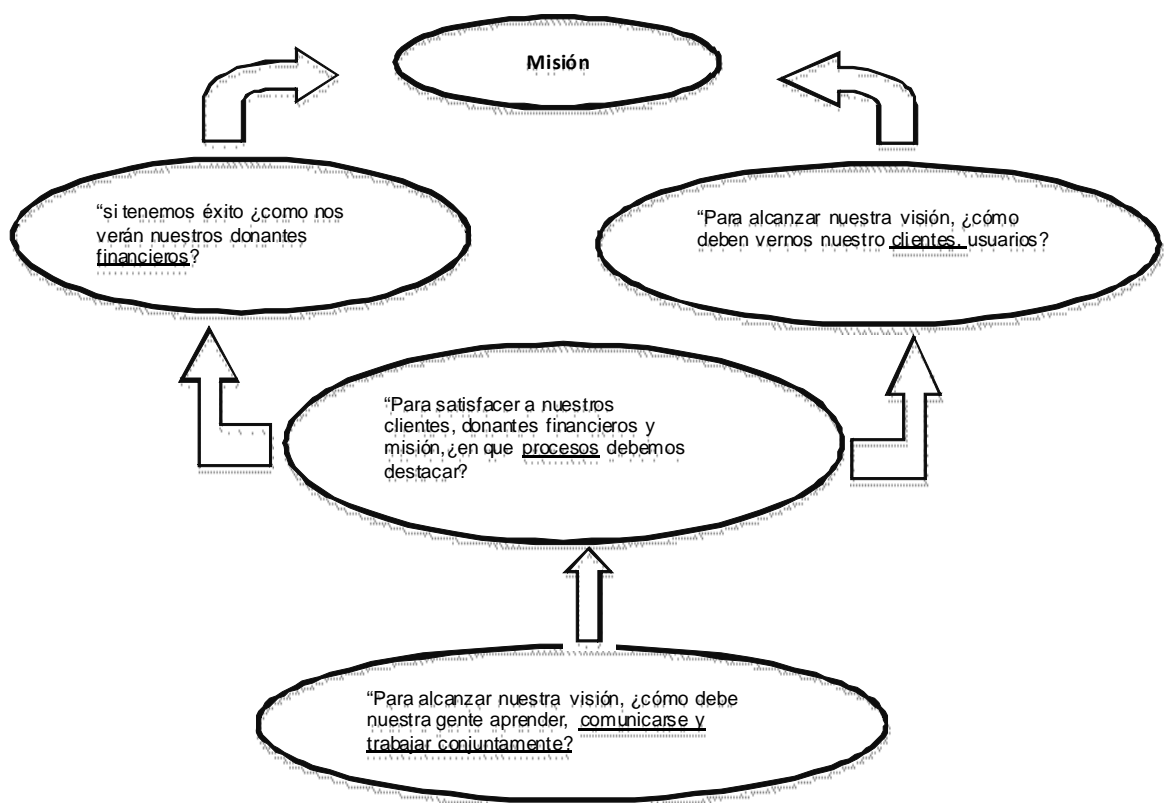 Misión
“si tenemos éxito ¿como nos
verán nuestros donantes
financieros?
“Para alcanzar nuestra visión, ¿cómo
deben vernos nuestro clientes, usuarios?
“Para satisfacer a nuestros
clientes, donantes financieros y
misión,¿en que procesos debemos
destacar?
“Para alcanzar nuestra visión, ¿cómo debe
nuestra gente aprender, comunicarse y
trabajar conjuntamente?